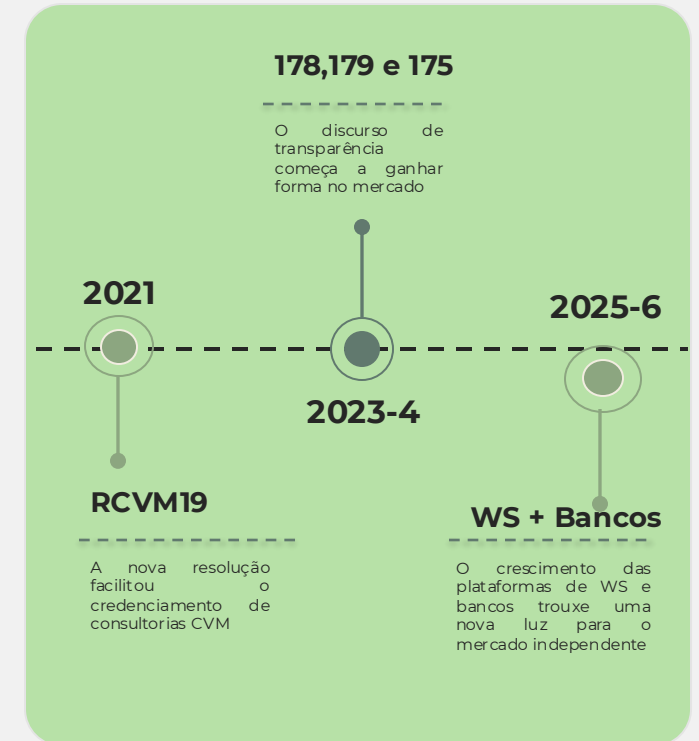 178,179 e 175
O discurso de
transparência
começa a ganhar
forma no mercado
2021
2025-6
2023-4
RCVM19
A nova resolução
facilitou o
credenciamento de
consultorias CVM
WS + Bancos
O crescimento das
plataformas de WS e
bancos trouxe uma
nova luz para o
mercado independente